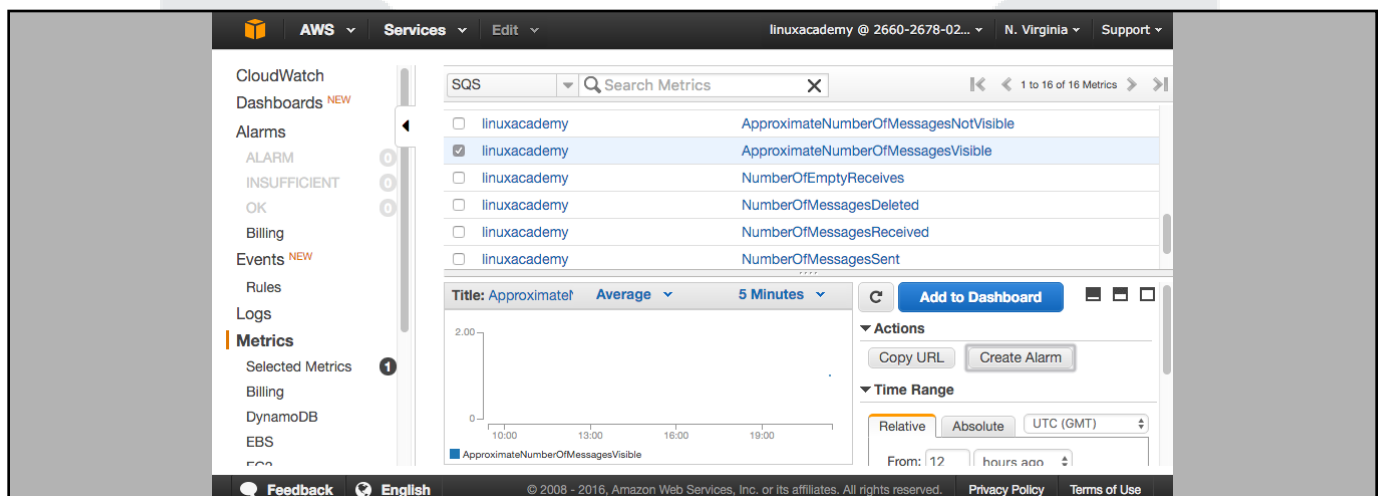 AWS Services Edit linuxacademy @ 2660-2678-02... N. Virginia Support
CloudWatch
Dashboards NEW
Alarms
ALARM 0
INSUFFICIENT 0
OK 0
Billing
Events NEW
Rules
Logs
Metrics
Selected Metrics 1
Billing
DynamoDB
EBS
SQS Search Metrics 1 to 16 of 16 Metrics
linuxacademy ApproximateNumberOfMessagesNotVisible
linuxacademy ApproximateNumberOfMessagesVisible
linuxacademy NumberOfEmptyReceives
linuxacademy NumberOfMessagesDeleted
linuxacademy NumberOfMessagesReceived
linuxacademy NumberOfMessagesSent
Title: Approximate Average 5 Minutes
2.00
0
10:00 13:00 16:00 19:00
ApproximateNumberOfMessagesVisible
Add to Dashboard
Actions
Copy URL Create Alarm
Time Range
Relative Absolute UTC (GMT)
From: 12 hours ago
Feedback English © 2008 - 2016, Amazon Web Services, Inc. or its affiliates. All rights reserved. Privacy Policy Terms of Use